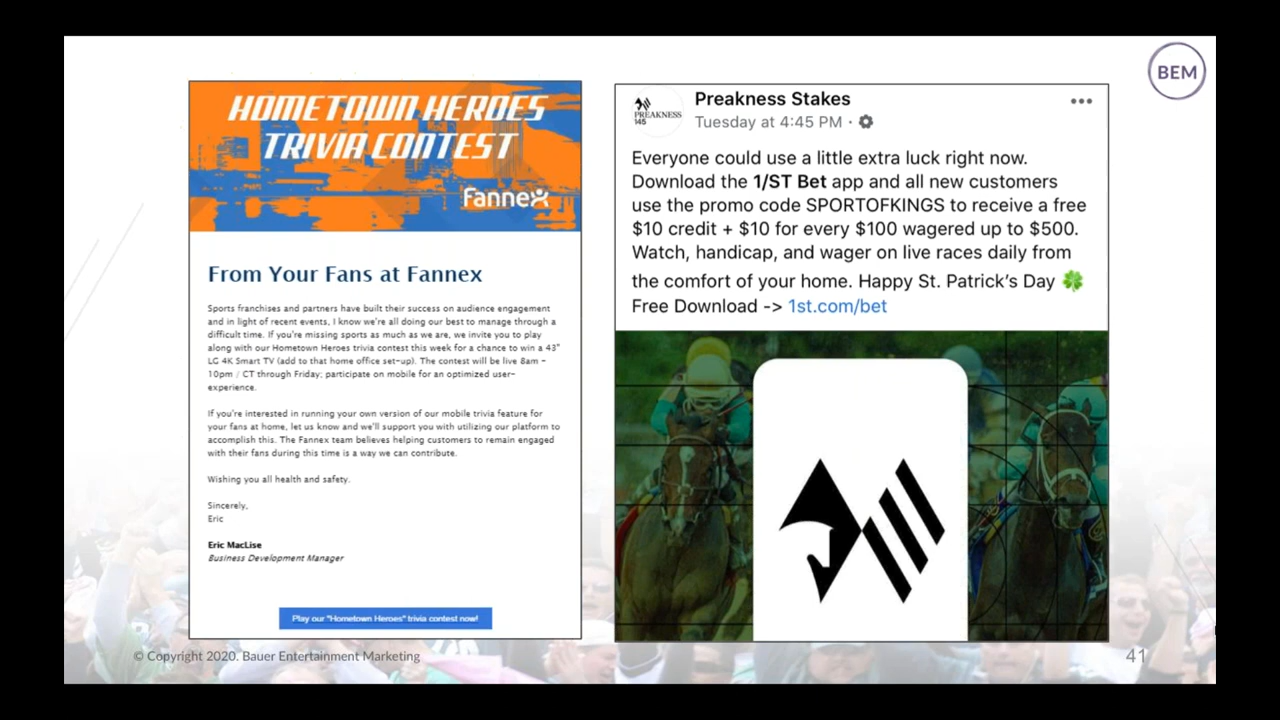 BEM
HOMETOWN HEROES
TRIVIA CONTEST
Fannex
From Your Fans at Fannex
Sports franchises and partners have built their success on audience engagement
and in light of recent events, I know we're all doing our best to manage through a
difficult time. If you're missing sports as much as we are, we invite you to play
along with our Hometown Heroes trivia contest this week for a chance to win a 43"
LG 4K Smart TV (add to that home office set-up). The contest will be live 8am -
10pm / CT through Friday; participate on mobile for an optimized user-
experience.
If you're interested in running your own version of our mobile trivia feature for
your fans at home, let us know and we'll support you with utilizing our platform to
accomplish this. The Fannex team believes helping customers to remain engaged
with their fans during this time is a way we can contribute.
Wishing you all health and safety.
Sincerely,
Eric
Eric MacLise
Business Development Manager
Play our "Hometown Heroes" trivia contest now!
PREAKNESS
145
Preakness Stakes
Tuesday at 4:45 PM ·
Everyone could use a little extra luck right now.
Download the 1/ST Bet app and all new customers
use the promo code SPORTOFKINGS to receive a free
$10 credit + $10 for every $100 wagered up to $500.
Watch, handicap, and wager on live races daily from
the comfort of your home. Happy St. Patrick's Day 🍀
Free Download -> 1st.com/bet
© Copyright 2020. Bauer Entertainment Marketing
41